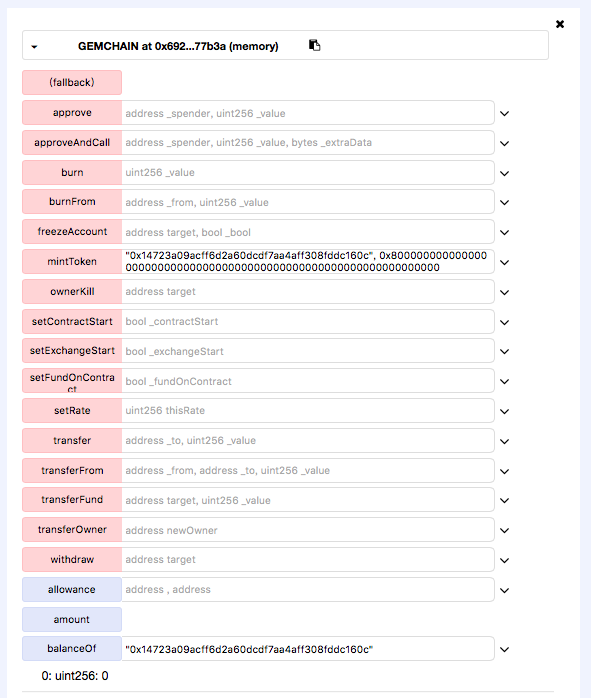 GEMCHAIN at 0x692...77b3a (memory)
(fallback)
approve address _spender, uint256 _value
approveAndCall address _spender, uint256 _value, bytes _extraData
burn uint256 _value
burnFrom address _from, uint256 _value
freezeAccount address target, bool _bool
mintToken "0x14723a09acff6d2a60dcdf7aa4aff308fddc160c", 0x800000000000000
0000000000000000000000000000000000000000000000000
ownerKill address target
setContractStart bool _contractStart
setExchangeStart bool _exchangeStart
setFundOnContra bool _fundOnContract
ct
setRate uint256 thisRate
transfer address _to, uint256 _value
transferFrom address _from, address _to, uint256 _value
transferFund address target, uint256 _value
transferOwner address newOwner
withdraw address target
allowance address , address
amount
balanceOf "0x14723a09acff6d2a60dcdf7aa4aff308fddc160c"
0: uint256: 0